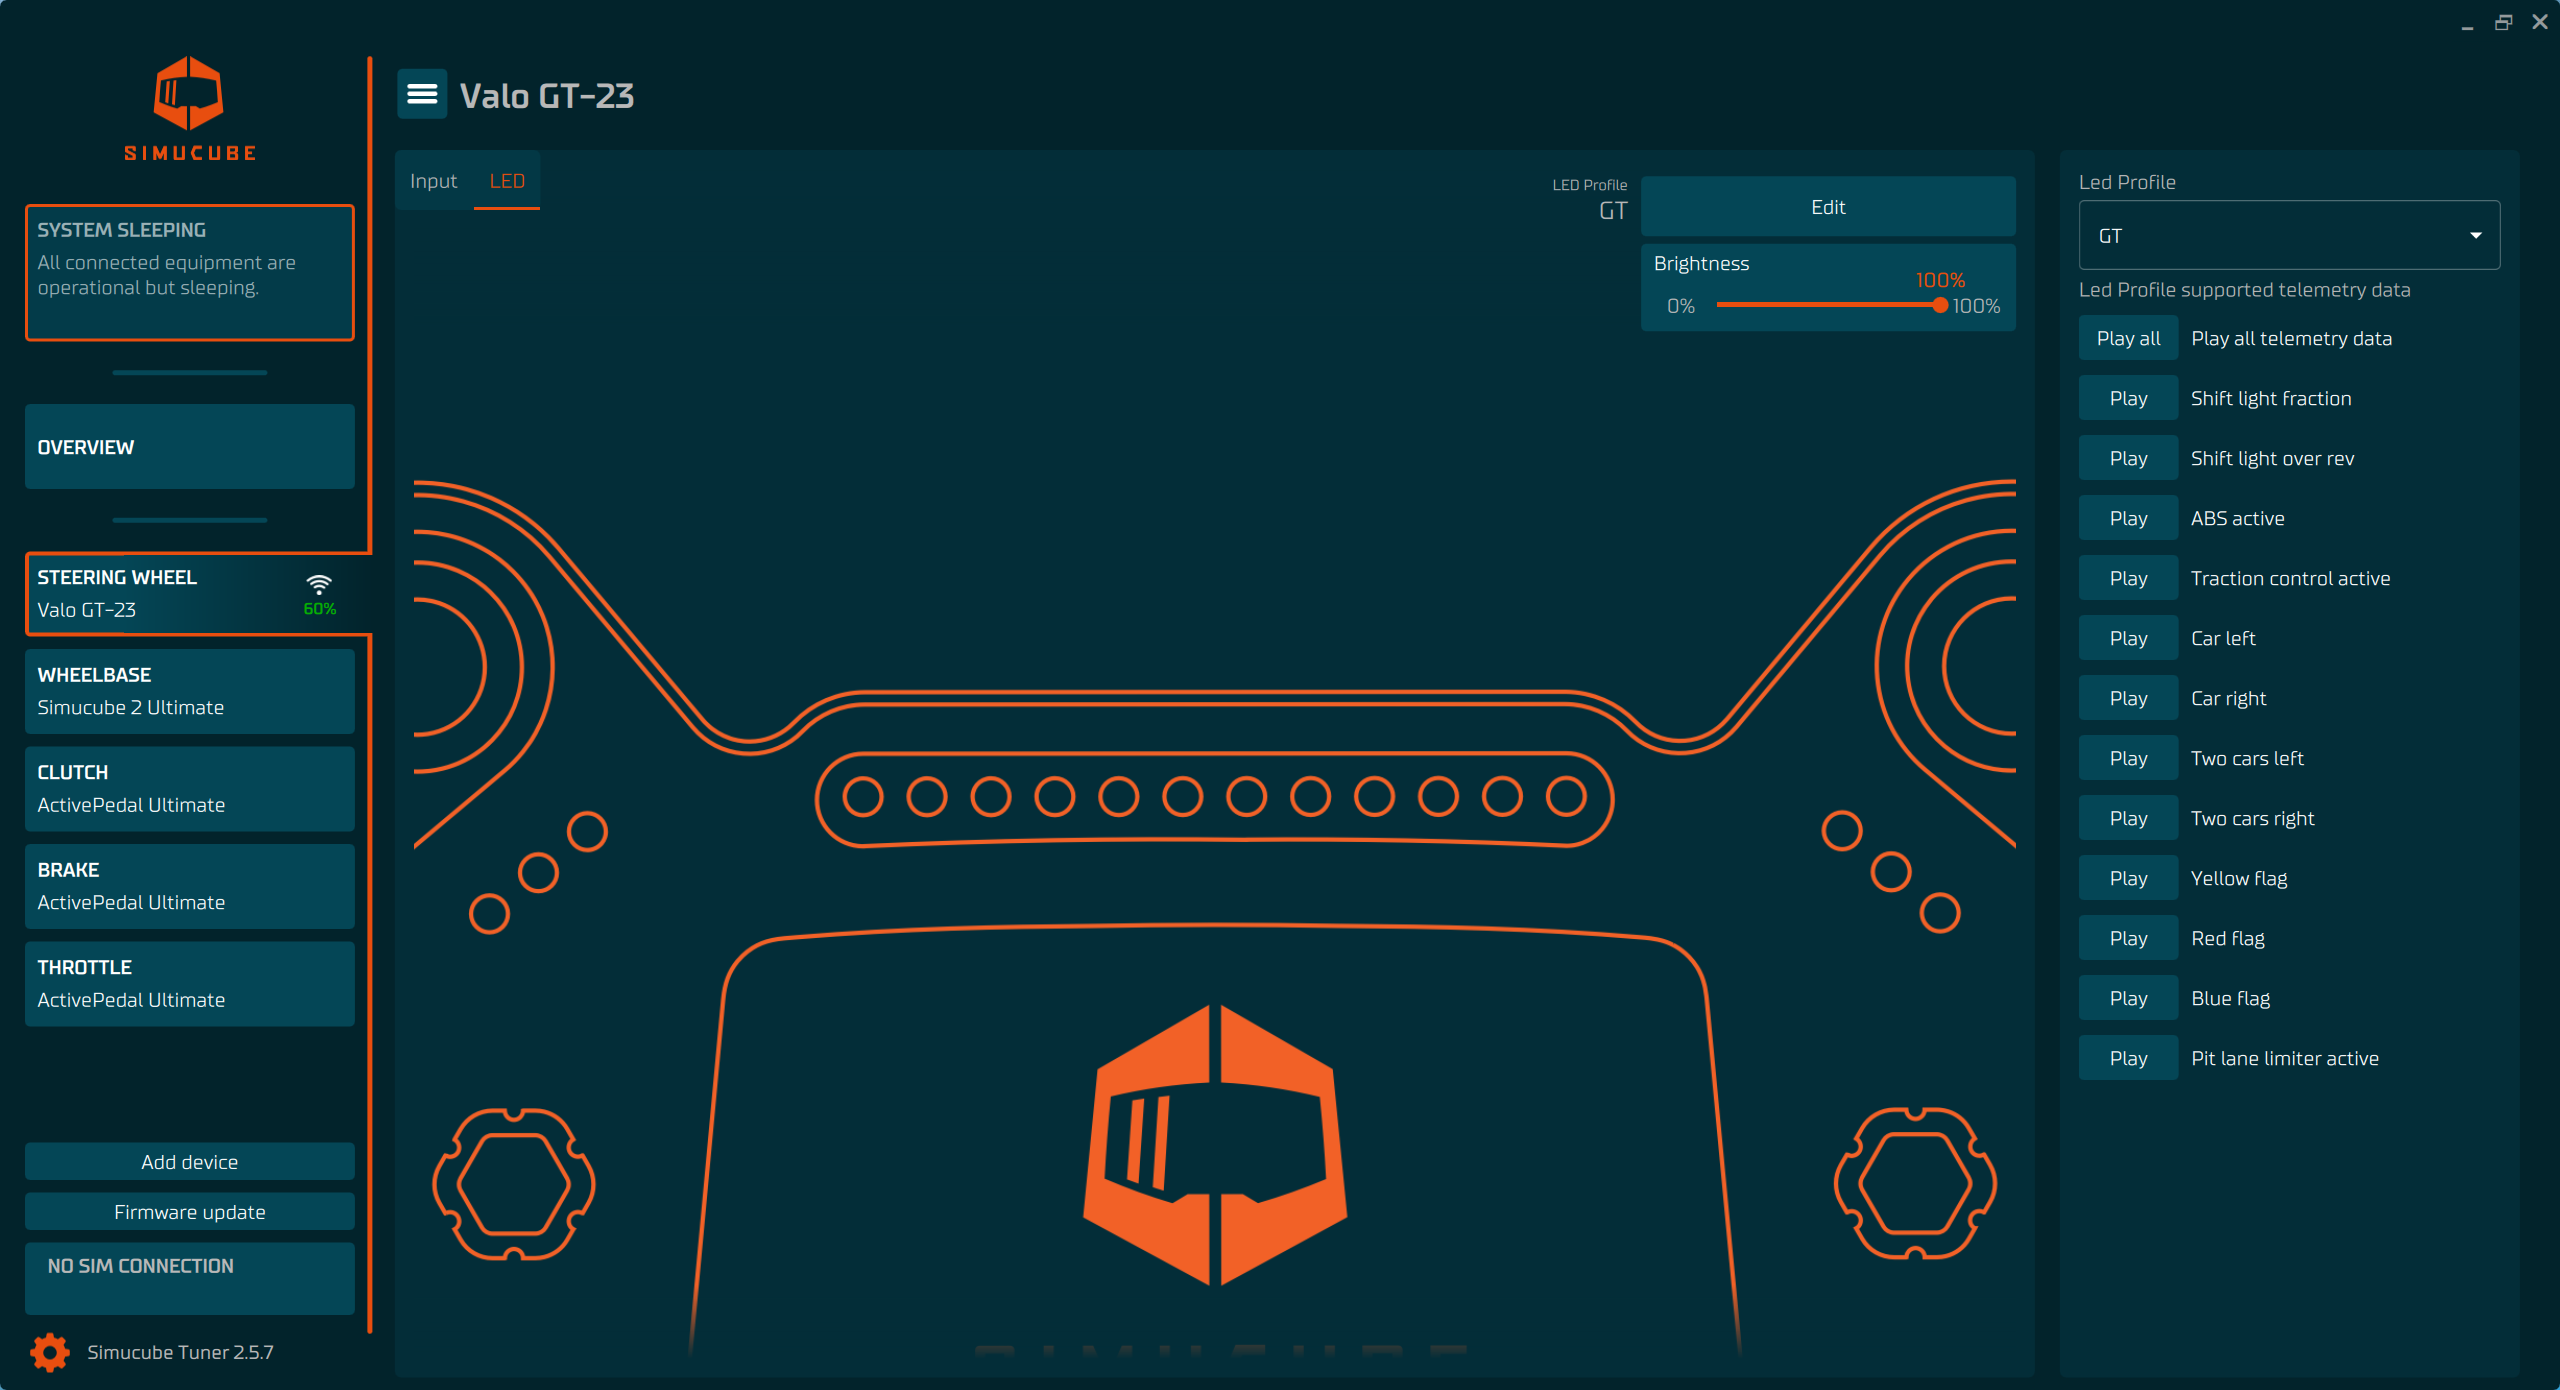 SIMUCUBE
SYSTEM SLEEPING
All connected equipment are
operational but sleeping.
OVERVIEW
STEERING WHEEL
Valo GT-23
60%
WHEELBASE
Simucube 2 Ultimate
CLUTCH
ActivePedal Ultimate
BRAKE
ActivePedal Ultimate
THROTTLE
ActivePedal Ultimate
Add device
Firmware update
NO SIM CONNECTION
Simucube Tuner 2.5.7
Valo GT-23
Input
LED
LED Profile
GT
Edit
Brightness
100%
0%
100%
Led Profile
GT
Led Profile supported telemetry data
Play all Play all telemetry data
Play Shift light fraction
Play Shift light over rev
Play ABS active
Play Traction control active
Play Car left
Play Car right
Play Two cars left
Play Two cars right
Play Yellow flag
Play Red flag
Play Blue flag
Play Pit lane limiter active